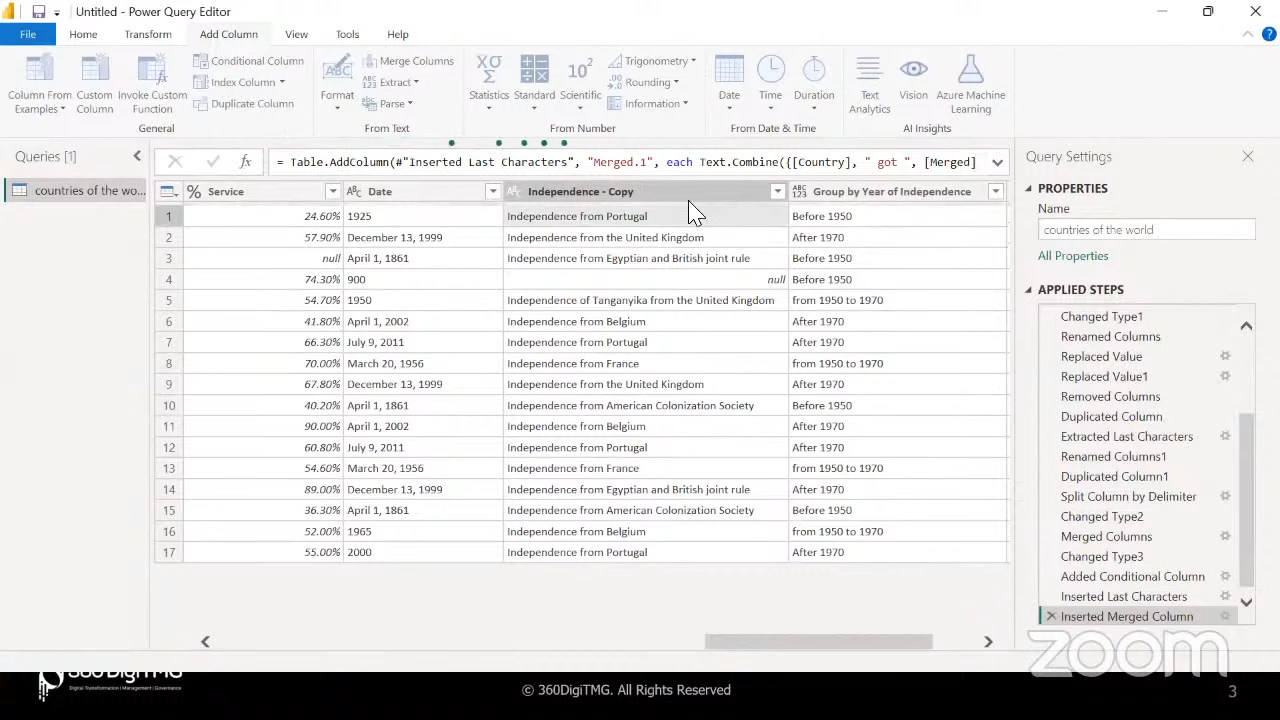 Untitled - Power Query Editor
File Home Transform Add Column View Tools Help
Column From Examples
Custom Column
Invoke Custom Function
Conditional Column
Index Column
Duplicate Column
General
Format
Merge Columns
Extract
Parse
From Text
Statistics
Standard
Scientific
Trigonometry
Rounding
Information
From Number
Date
Time
Duration
From Date & Time
Text Analytics
Vision
Azure Machine Learning
AI Insights
Queries [1]
countries of the wo...
= Table.AddColumn(#"Inserted Last Characters", "Merged.1", each Text.Combine({[Country], " got ", [Merged]
Service Date Independence - Copy Group by Year of Independence
1 24.60% 1925 Independence from Portugal Before 1950
2 57.90% December 13, 1999 Independence from the United Kingdom After 1970
3 null April 1, 1861 Independence from Egyptian and British joint rule Before 1950
4 74.30% 900 null Before 1950
5 54.70% 1950 Independence of Tanganyika from the United Kingdom from 1950 to 1970
6 41.80% April 1, 2002 Independence from Belgium After 1970
7 66.30% July 9, 2011 Independence from Portugal After 1970
8 70.00% March 20, 1956 Independence from France from 1950 to 1970
9 67.80% December 13, 1999 Independence from the United Kingdom After 1970
10 40.20% April 1, 1861 Independence from American Colonization Society Before 1950
11 90.00% April 1, 2002 Independence from Belgium After 1970
12 60.80% July 9, 2011 Independence from Portugal After 1970
13 54.60% March 20, 1956 Independence from France from 1950 to 1970
14 89.00% December 13, 1999 Independence from Egyptian and British joint rule After 1970
15 36.30% April 1, 1861 Independence from American Colonization Society Before 1950
16 52.00% 1965 Independence from Belgium from 1950 to 1970
17 55.00% 2000 Independence from Portugal After 1970
Query Settings
PROPERTIES
Name
countries of the world
All Properties
APPLIED STEPS
Changed Type1
Renamed Columns
Replaced Value
Replaced Value1
Removed Columns
Duplicated Column
Extracted Last Characters
Renamed Columns1
Duplicated Column1
Split Column by Delimiter
Changed Type2
Merged Columns
Changed Type3
Added Conditional Column
Inserted Last Characters
Inserted Merged Column
zoom
360DigiTMG
Digital Transformation | Management | Governance
© 360DigiTMG. All Rights Reserved
3